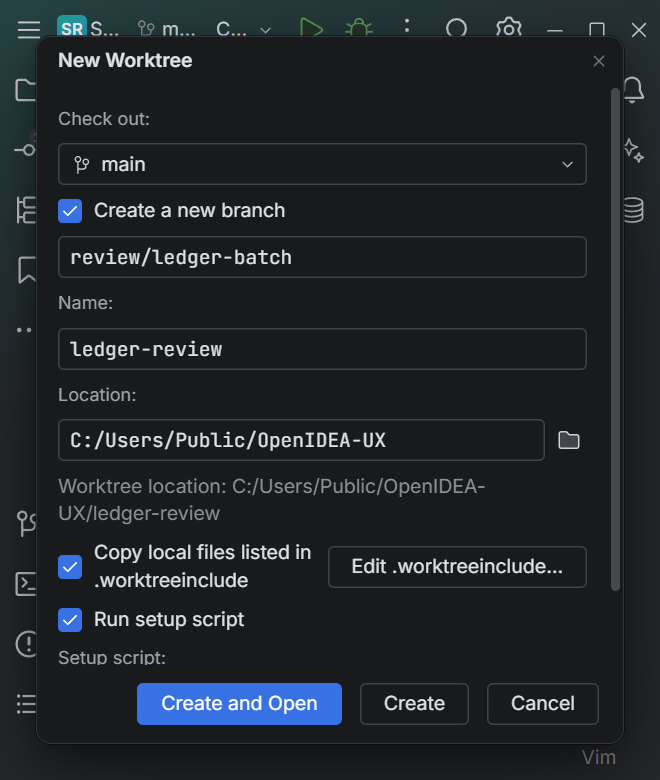 SR S... m... C...
New Worktree
Check out:
main
Create a new branch
review/ledger-batch
Name:
ledger-review
Location:
C:/Users/Public/OpenIDEA-UX
Worktree location: C:/Users/Public/OpenIDEA-
UX/ledger-review
Copy local files listed in
.worktreeinclude
Edit .worktreeinclude...
Run setup script
Setup script:
Create and Open
Create
Cancel
Vim